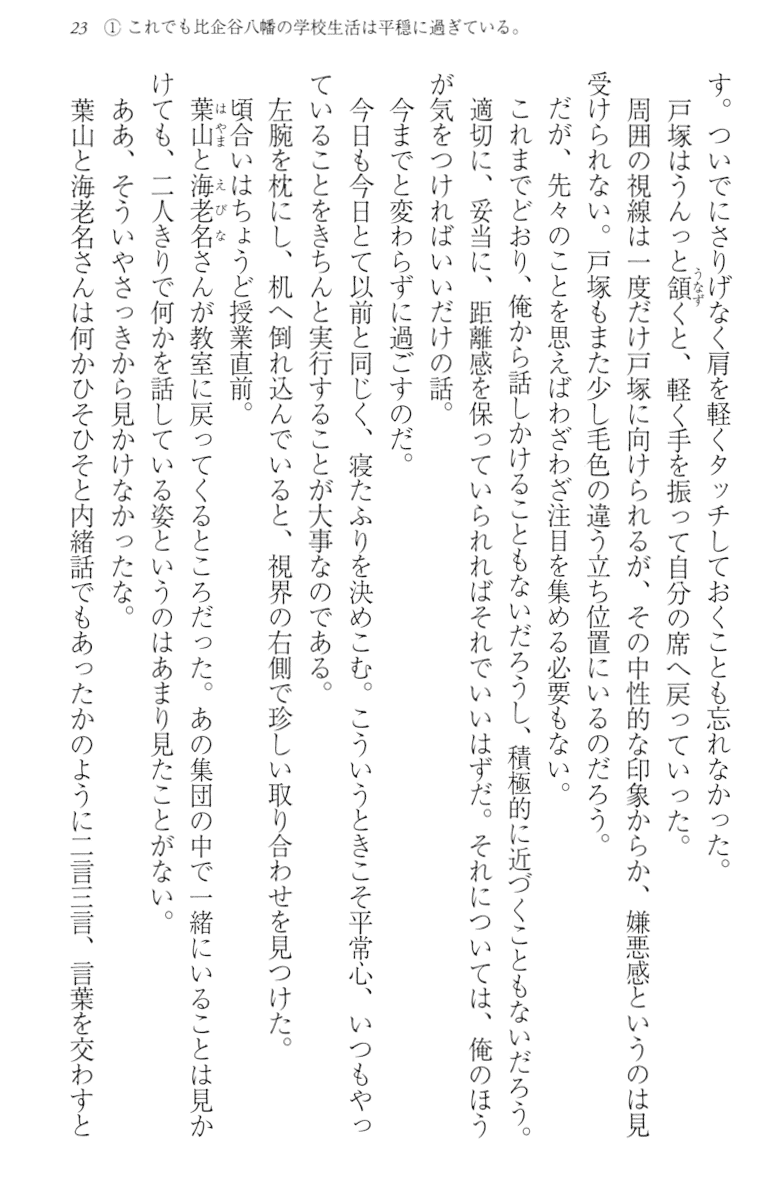 23 ① これでも比企谷八幡の学校生活は平穏に過ぎている。
す。ついでにさりげなく肩を軽くタッチしておくことも忘れなかった。
戸塚はうんっと頷くと、軽く手を振って自分の席へ戻っていった。
周囲の視線は一度だけ戸塚に向けられるが、その中性的な印象からか、嫌悪感というのは見
受けられない。戸塚もまた少し毛色の違う立ち位置にいるのだろう。
だが、先々のことを思えばわざわざ注目を集める必要もない。
これまでどおり、俺から話しかけることもないだろうし、積極的に近づくこともないだろう。
適切に、妥当に、距離感を保っていられればそれでいいはずだ。それについては、俺のほう
が気をつければいいだけの話。
今までと変わらずに過ごすのだ。
今日も今日とて以前と同じく、寝たふりを決めこむ。こういうときこそ平常心、いつもやっ
ていることをきちんと実行することが大事なのである。
左腕を枕にし、机へ倒れ込んでいると、視界の右側で珍しい取り合わせを見つけた。
頃合いはちょうど授業直前。
葉山と海老名さんが教室に戻ってくるところだった。あの集団の中で一緒にいることは見か
けても、二人きりで何かを話している姿というのはあまり見たことがない。
ああ、そういやさっきから見かけなかったな。
葉山と海老名さんは何かひそひそと内緒話でもあったかのように二言三言、言葉を交わすと